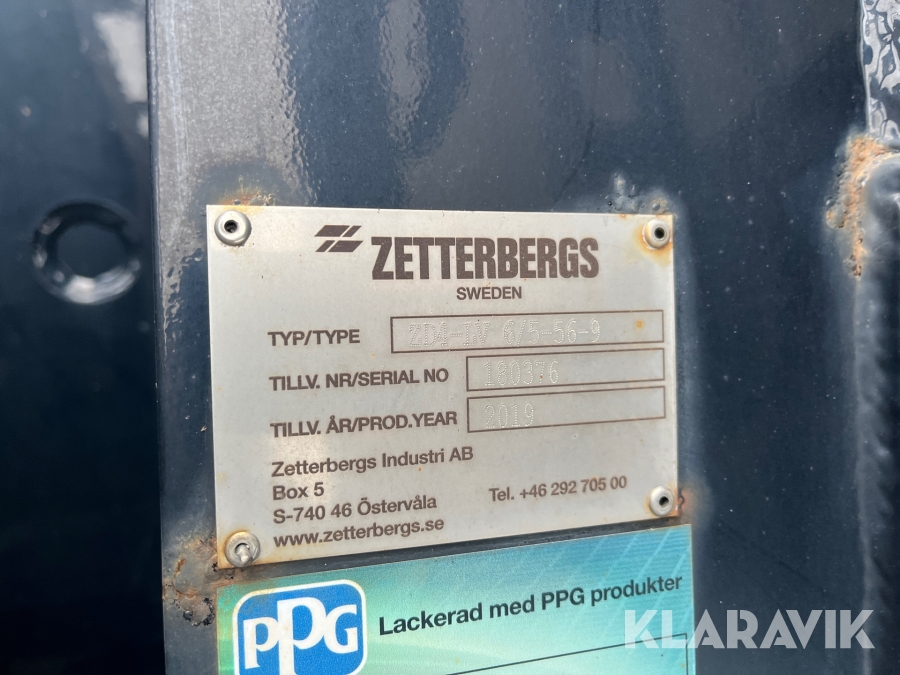 ZETTERBERGS
SWEDEN
TYP/TYPE ZD4-LV 6/5-56-9
TILLV. NR/SERIAL NO 180376
TILLV. ÅR/PROD.YEAR 2019
Zetterbergs Industri AB
Box 5
S-740 46 Östervåla Tel. +46 292 705 00
www.zetterbergs.se
PPG Lackerad med PPG produkter
KLARAVIK